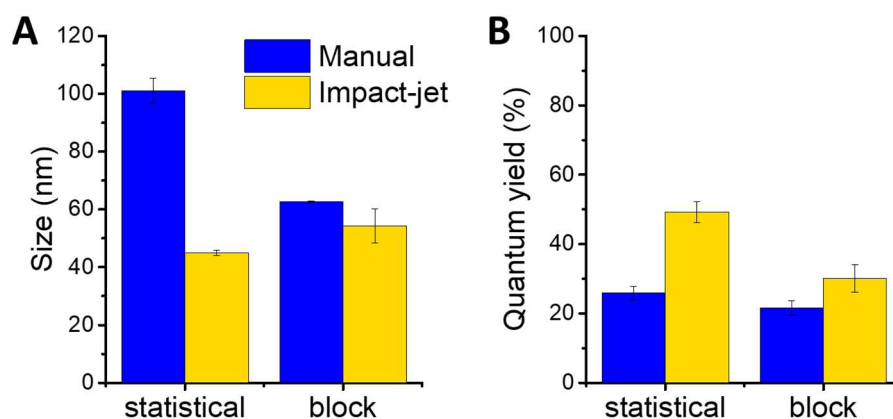 A
Size (nm)
120
100
80
60
40
20
0
Manual
Impact-jet
statistical
block
B
Quantum yield (%)
100
80
60
40
20
0
statistical
block